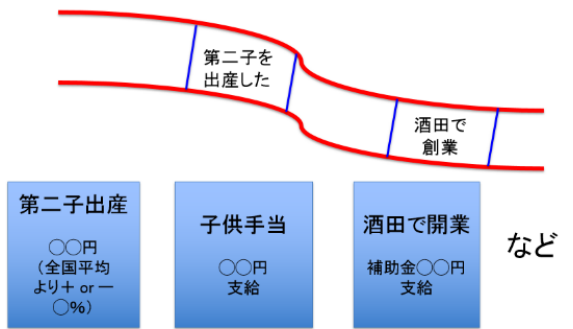 第二子を
出産した
酒田で
創業
第二子出産
○○円
(全国平均
より＋ or ー
○％)
子供手当
○○円
支給
酒田で開業
補助金○○円
支給
など